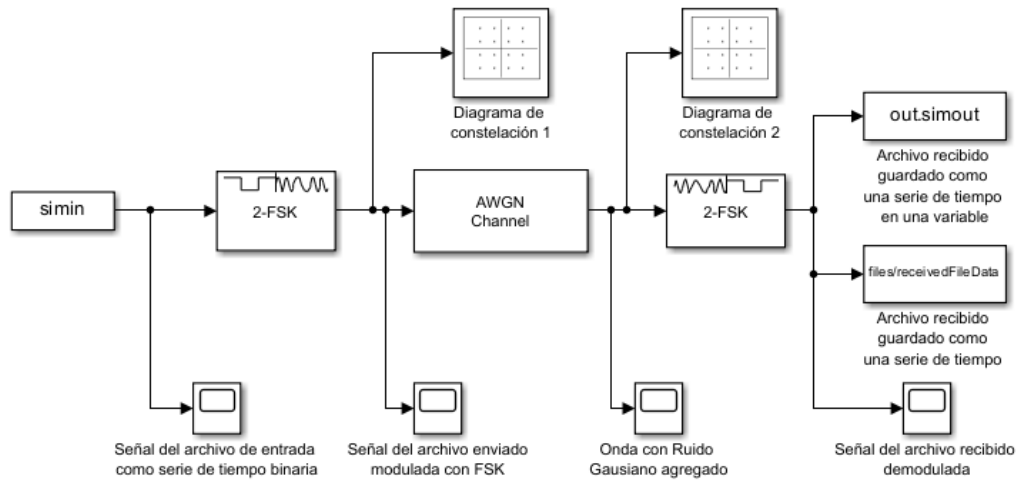 Diagrama de
constelación 1
Diagrama de
constelación 2
out.simout
Archivo recibido
guardado como
una serie de tiempo
en una variable
simin
2-FSK
AWGN
Channel
2-FSK
files/receivedFileData
Archivo recibido
guardado como
una serie de tiempo
Señal del archivo de entrada
como serie de tiempo binaria
Señal del archivo enviado
modulada con FSK
Onda con Ruido
Gausiano agregado
Señal del archivo recibido
demodulada